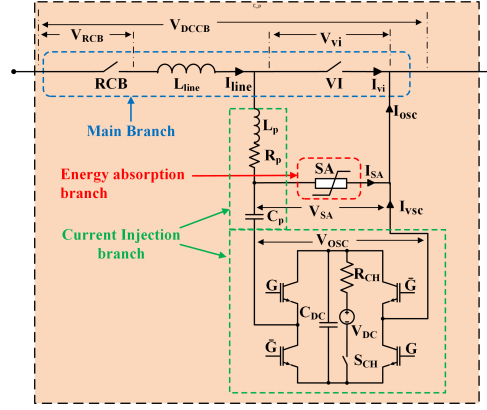 C_p
V_DCCB
V_RCB
V_vi
RCB
L_line
I_line
VI
I_vi
Main Branch
I_osc
L_p
R_p
Energy absorption
branch
SA
I_SA
C_p
V_SA
I_vsc
Current Injection
branch
V_OSC
G
R_CH
Ḡ
C_DC
V_DC
Ḡ
S_CH
G